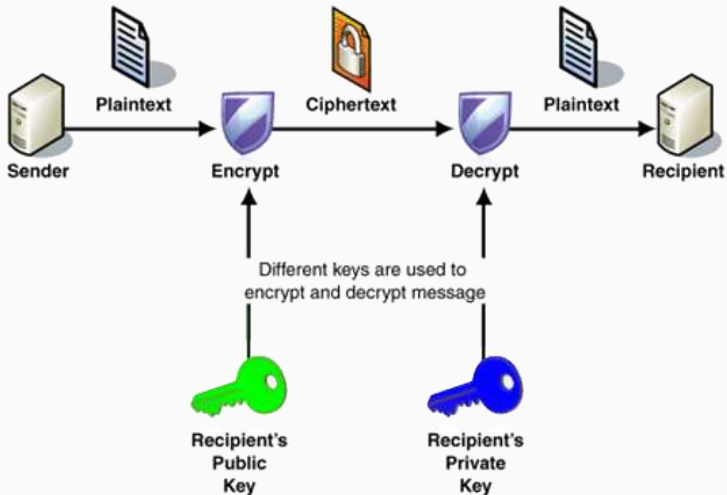 Plaintext
Ciphertext
Plaintext
Sender
Encrypt
Decrypt
Recipient
Different keys are used to
encrypt and decrypt message
Recipient's
Public
Key
Recipient's
Private
Key